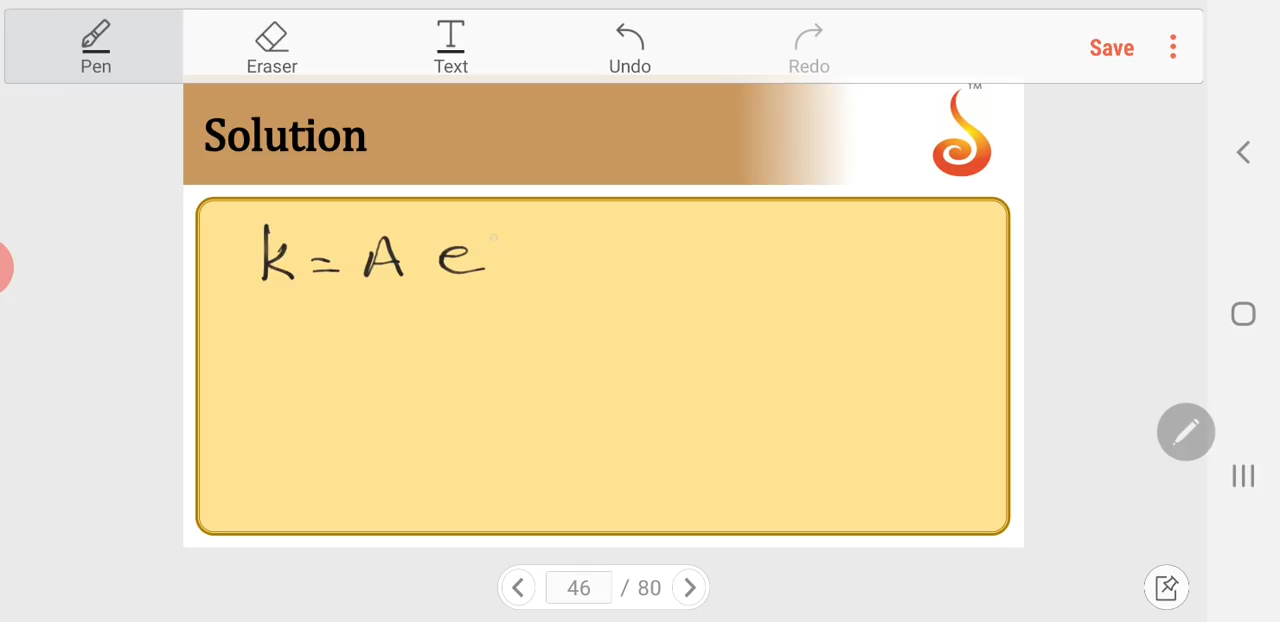 Pen
Eraser
Text
Undo
Redo
Save
TM
Solution
k = A e
46 / 80